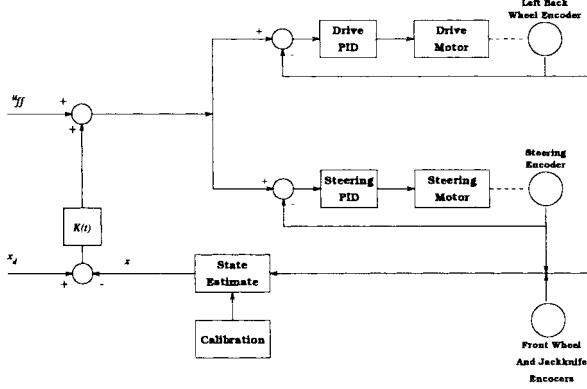 Left Back
Wheel Encoder
+
-
Drive
PID
Drive
Motor
u_ff
+
+
Steering
Encoder
+
-
Steering
PID
Steering
Motor
K(t)
x_d
+
-
x
State
Estimate
Calibration
Front Wheel
And Jackknife
Encocers